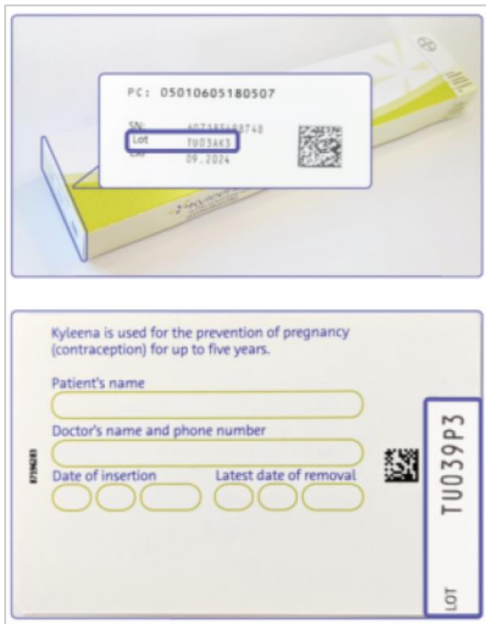 PC: 05010605180507
SN:
Lot TU03AK3
09.2024
Kyleena is used for the prevention of pregnancy
(contraception) for up to five years.
Patient's name
Doctor's name and phone number
Date of insertion Latest date of removal
LOT TU039P3